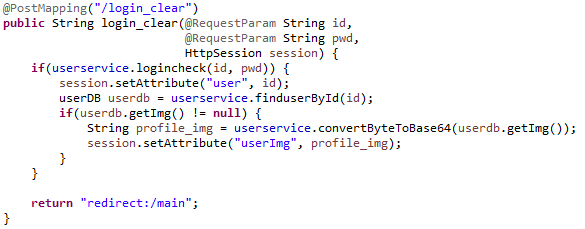 @PostMapping("/login_clear")
public String login_clear(@RequestParam String id,
@RequestParam String pwd,
HttpSession session) {
if(userservice.logincheck(id, pwd)) {
session.setAttribute("user", id);
userDB userdb = userservice.finduserById(id);
if(userdb.getImg() != null) {
String profile_img = userservice.convertByteToBase64(userdb.getImg());
session.setAttribute("userImg", profile_img);
}
}
return "redirect:/main";
}